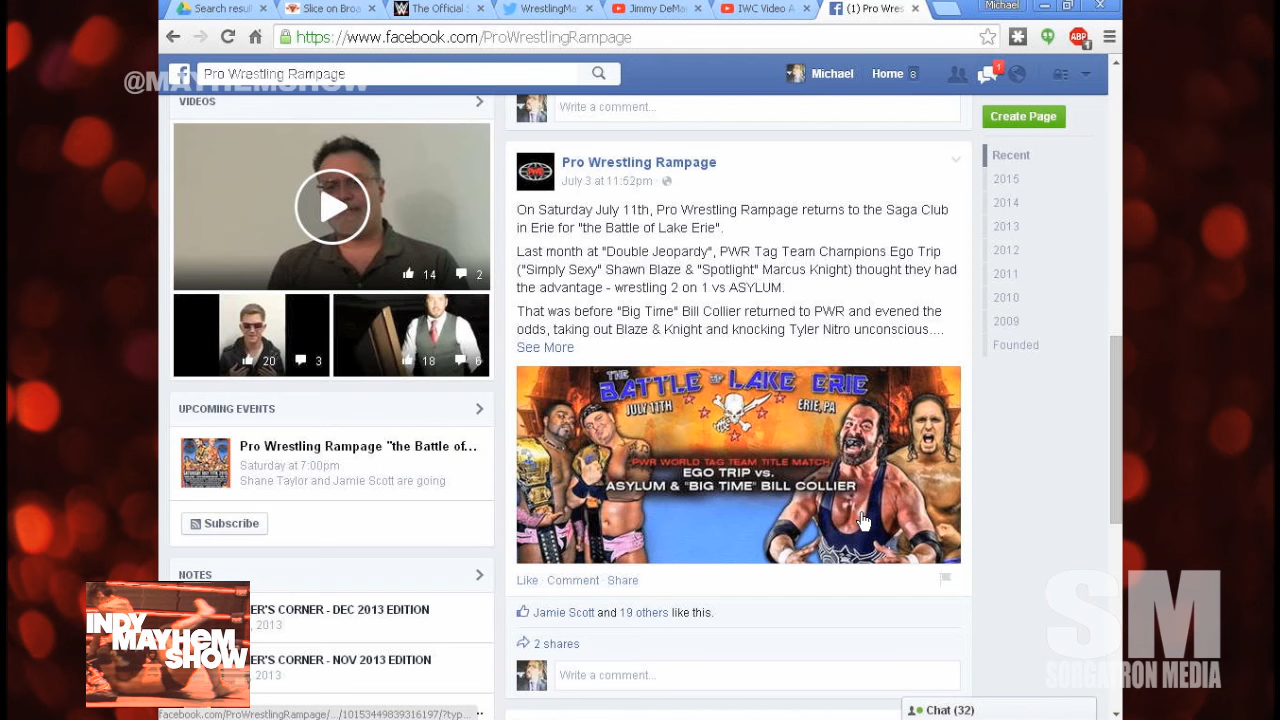 Search resul
Slice on Broa
The Official
WrestlingMa
Jimmy DeMa
IWC Video A
(1) Pro Wres
Michael
https://www.facebook.com/ProWrestlingRampage
ABP
1
@MAYHEMSHOW
Pro Wrestling Rampage
Michael
Home 8
1
VIDEOS
14 2
20 3
18 6
UPCOMING EVENTS
Pro Wrestling Rampage "the Battle of...
Saturday at 7:00pm
Shane Taylor and Jamie Scott are going
Subscribe
NOTES
ER'S CORNER - DEC 2013 EDITION
, 2013
ER'S CORNER - NOV 2013 EDITION
, 2013
facebook.com/ProWrestlingRampage/.../10153449839316197/?typ...
Write a comment...
Pro Wrestling Rampage
July 3 at 11:52pm
On Saturday July 11th, Pro Wrestling Rampage returns to the Saga Club
in Erie for "the Battle of Lake Erie".
Last month at "Double Jeopardy", PWR Tag Team Champions Ego Trip
("Simply Sexy" Shawn Blaze & "Spotlight" Marcus Knight) thought they had
the advantage - wrestling 2 on 1 vs ASYLUM.
That was before "Big Time" Bill Collier returned to PWR and evened the
odds, taking out Blaze & Knight and knocking Tyler Nitro unconscious....
See More
THE BATTLE OF LAKE ERIE
JULY 11TH
ERIE, PA
PWR WORLD TAG TEAM TITLE MATCH
EGO TRIP vs.
ASYLUM & "BIG TIME" BILL COLLIER
Like · Comment · Share
Jamie Scott and 19 others like this.
2 shares
Write a comment...
Create Page
Recent
2015
2014
2013
2012
2011
2010
2009
Founded
Chat (32)
INDY
MAYHEM
SHOW
SM
SORGATRON MEDIA